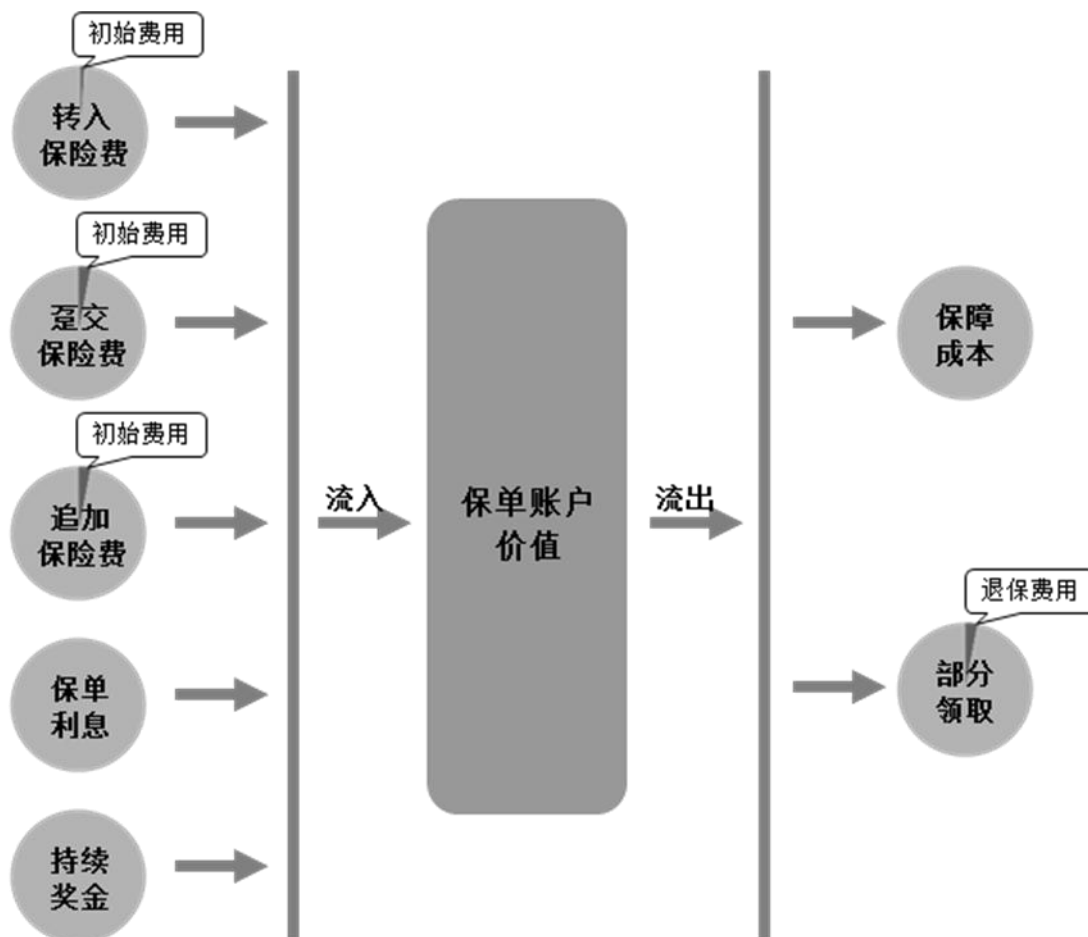 初始费用
转入
保险费
初始费用
趸交
保险费
初始费用
追加
保险费
保单
利息
持续
奖金
流入
保单账户
价值
流出
保障
成本
退保费用
部分
领取